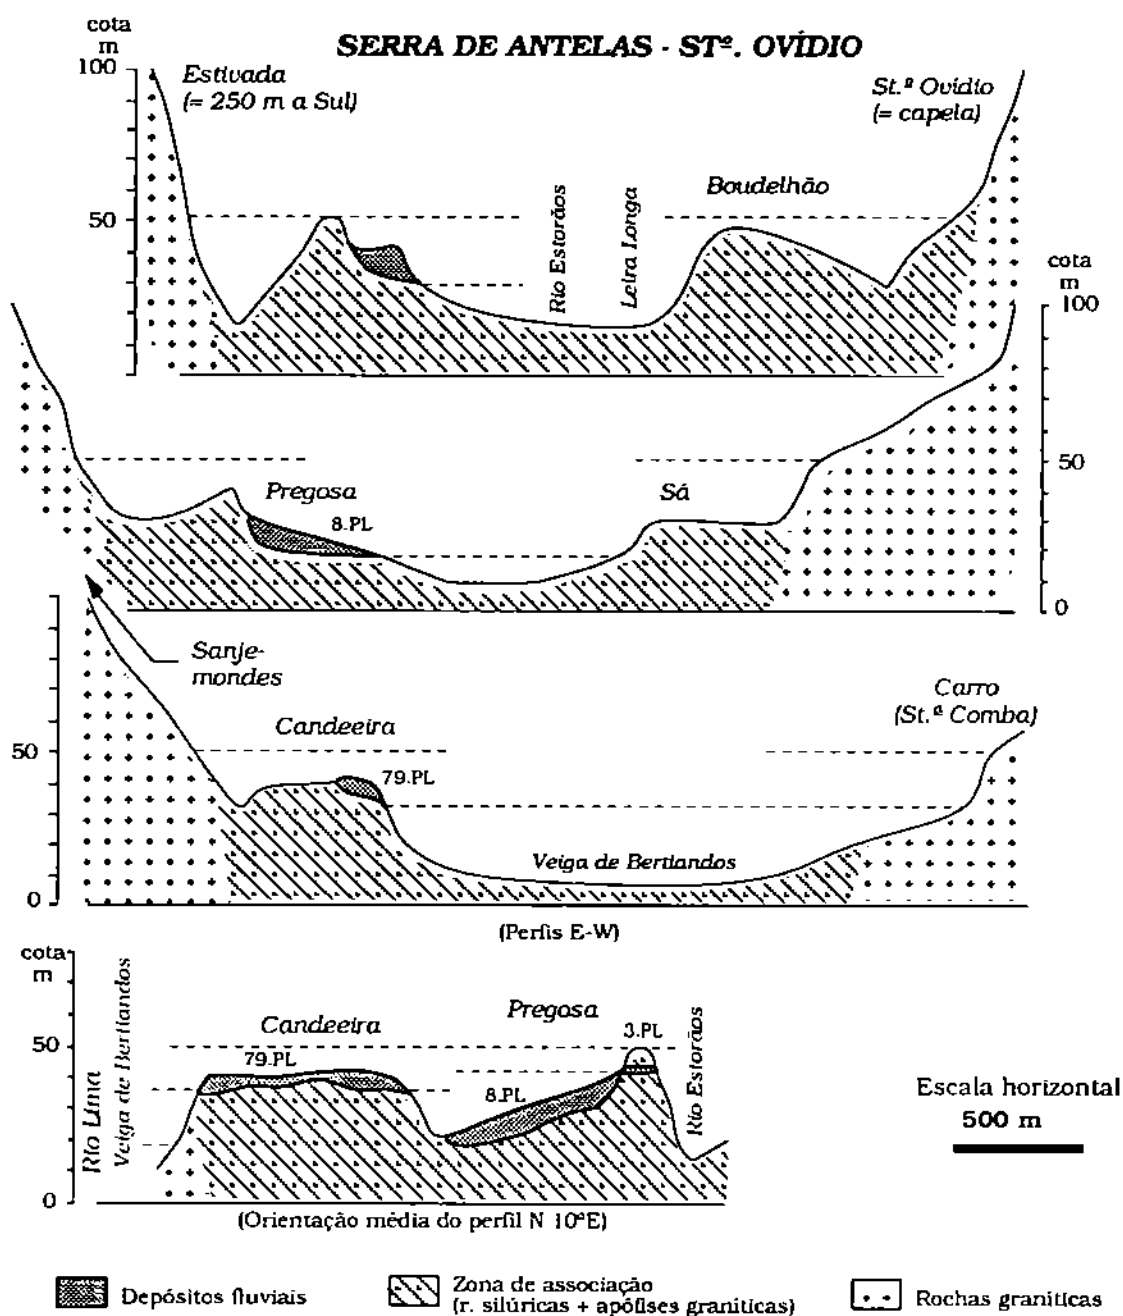 SERRA DE ANTELAS - STº. OVÍDIO
cota
m
100
50
Estivada
(= 250 m a Sul)
St.ª Ovídio
(= capela)
Rio Estorãos
Leira Longa
Boudelhão
cota
m
100
50
0
Pregosa
8.PL
Sá
Sanje-
mondes
50
0
Candeeira
79.PL
Carro
(St.ª Comba)
Veiga de Bertiandos
(Perfis E-W)
cota
m
50
0
Rio Lima
Veiga de Bertiandos
Candeeira
79.PL
Pregosa
8.PL
3.PL
Rio Estorãos
(Orientação média do perfil N 10ºE)
Escala horizontal
500 m
Depósitos fluviais
Zona de associação
(r. silúricas + apófises graníticas)
Rochas graníticas